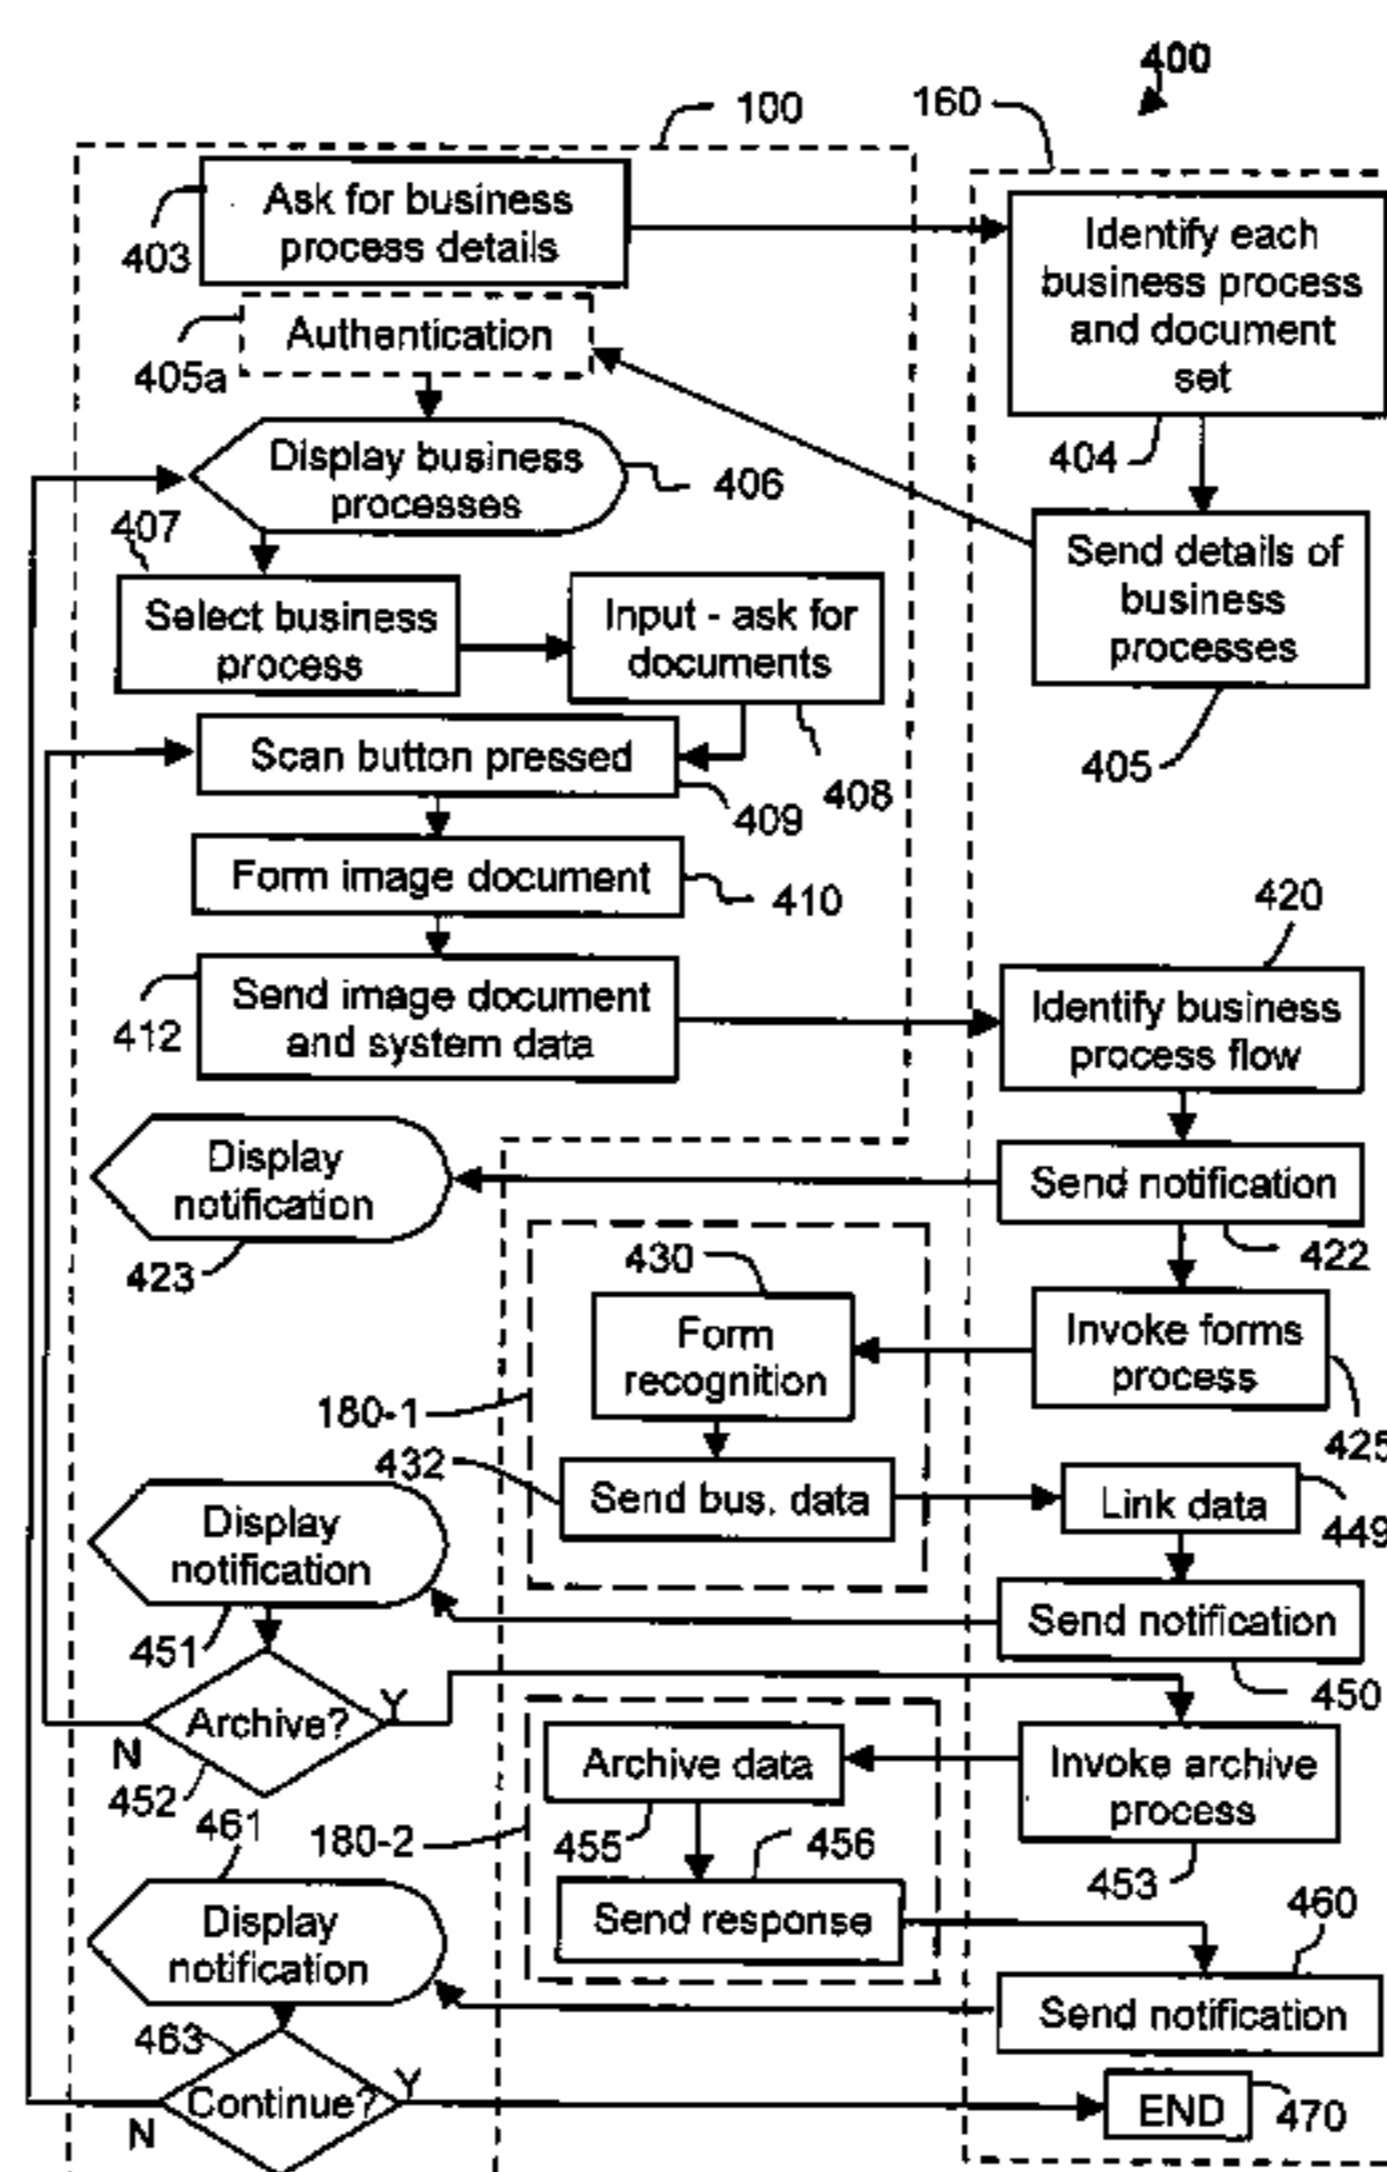 400
100
160
Ask for business
process details
403
Identify each
business process
and document
set
404
Authentication
405a
Display business
processes
406
Send details of
business
processes
405
407
Select business
process
Input - ask for
documents
408
Scan button pressed
409
Form image document
410
Send image document
and system data
412
420
Identify business
process flow
Display
notification
423
Send notification
422
430
Form
recognition
Invoke forms
process
425
180-1
432
Send bus. data
Link data
449
Display
notification
451
Send notification
450
Archive?
Y
N
452
Archive data
455
Invoke archive
process
453
180-2
456
Send response
461
Display
notification
460
Send notification
463
Continue?
Y
N
END
470